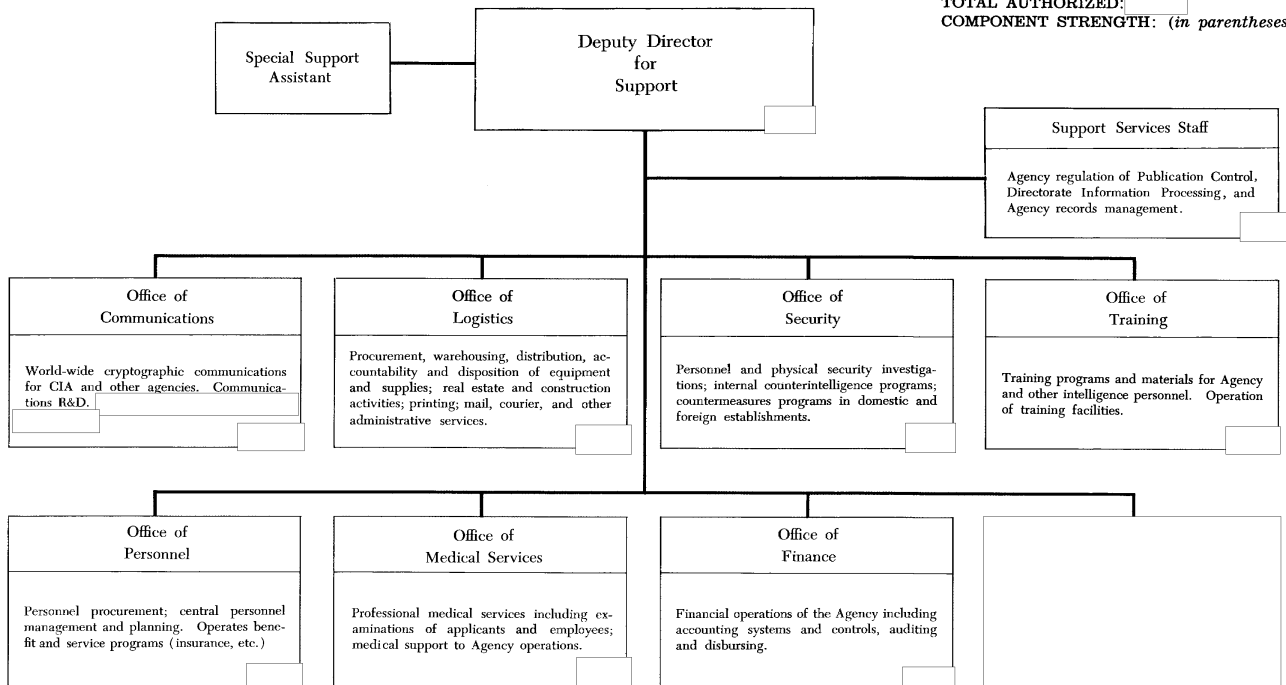 TOTAL AUTHORIZED:
COMPONENT STRENGTH: (in parentheses
Special Support
Assistant
Deputy Director
for
Support
Support Services Staff
Agency regulation of Publication Control,
Directorate Information Processing, and
Agency records management.
Office of
Communications
World-wide cryptographic communications
for CIA and other agencies. Communica-
tions R&D.
Office of
Logistics
Procurement, warehousing, distribution, ac-
countability and disposition of equipment
and supplies; real estate and construction
activities; printing; mail, courier, and other
administrative services.
Office of
Security
Personnel and physical security investiga-
tions; internal counterintelligence programs;
countermeasures programs in domestic and
foreign establishments.
Office of
Training
Training programs and materials for Agency
and other intelligence personnel. Operation
of training facilities.
Office of
Personnel
Personnel procurement; central personnel
management and planning. Operates bene-
fit and service programs (insurance, etc.)
Office of
Medical Services
Professional medical services including ex-
aminations of applicants and employees;
medical support to Agency operations.
Office of
Finance
Financial operations of the Agency including
accounting systems and controls, auditing
and disbursing.